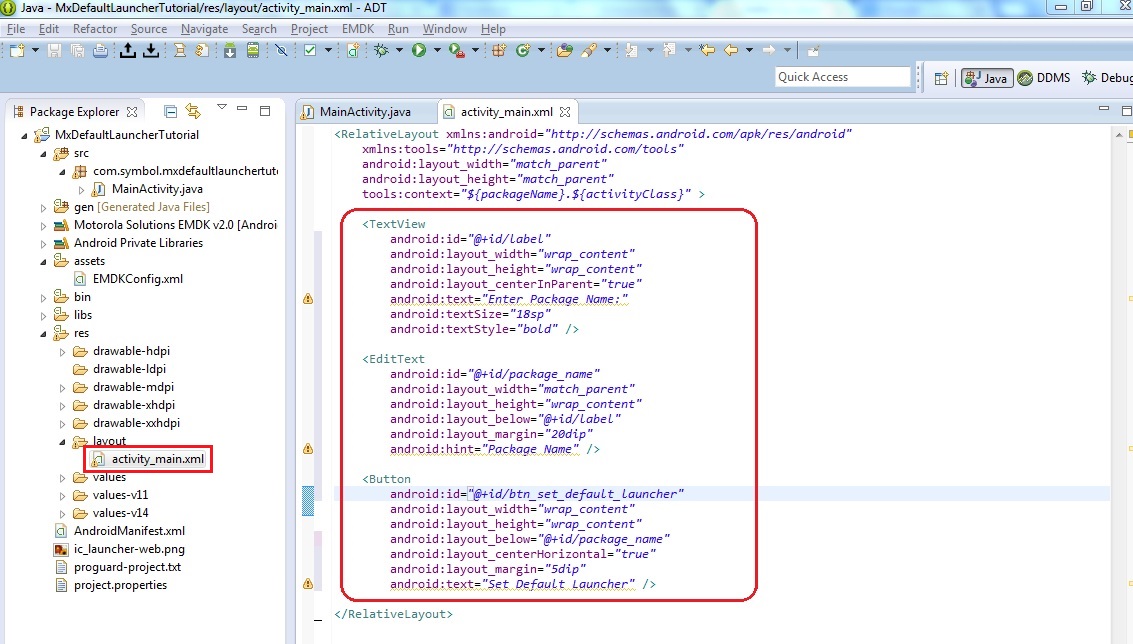 Java - MxDefaultLauncherTutorial/res/layout/activity_main.xml - ADT
File Edit Refactor Source Navigate Search Project EMDK Run Window Help
Quick Access
Java
DDMS
Debug
Package Explorer
MxDefaultLauncherTutorial
src
com.symbol.mxdefaultlaunchertuto
MainActivity.java
gen [Generated Java Files]
Motorola Solutions EMDK v2.0 [Androi
Android Private Libraries
assets
EMDKConfig.xml
bin
libs
res
drawable-hdpi
drawable-ldpi
drawable-mdpi
drawable-xhdpi
drawable-xxhdpi
layout
activity_main.xml
values
values-v11
values-v14
AndroidManifest.xml
ic_launcher-web.png
proguard-project.txt
project.properties
MainActivity.java
activity_main.xml
<RelativeLayout xmlns:android="http://schemas.android.com/apk/res/android"
xmlns:tools="http://schemas.android.com/tools"
android:layout_width="match_parent"
android:layout_height="match_parent"
tools:context="${packageName}.${activityClass}" >
<TextView
android:id="@+id/label"
android:layout_width="wrap_content"
android:layout_height="wrap_content"
android:layout_centerInParent="true"
android:text="Enter Package Name:"
android:textSize="18sp"
android:textStyle="bold" />
<EditText
android:id="@+id/package_name"
android:layout_width="match_parent"
android:layout_height="wrap_content"
android:layout_below="@+id/label"
android:layout_margin="20dip"
android:hint="Package Name" />
<Button
android:id="@+id/btn_set_default_launcher"
android:layout_width="wrap_content"
android:layout_height="wrap_content"
android:layout_below="@+id/package_name"
android:layout_centerHorizontal="true"
android:layout_margin="5dip"
android:text="Set Default Launcher" />
</RelativeLayout>